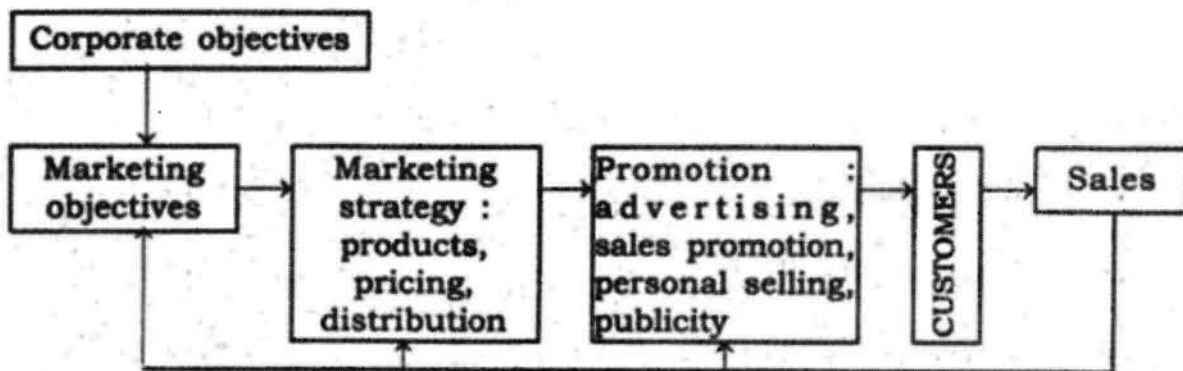 Corporate objectives
Marketing
objectives
Marketing
strategy :
products,
pricing,
distribution
Promotion :
advertising,
sales promotion,
personal selling,
publicity
CUSTOMERS
Sales